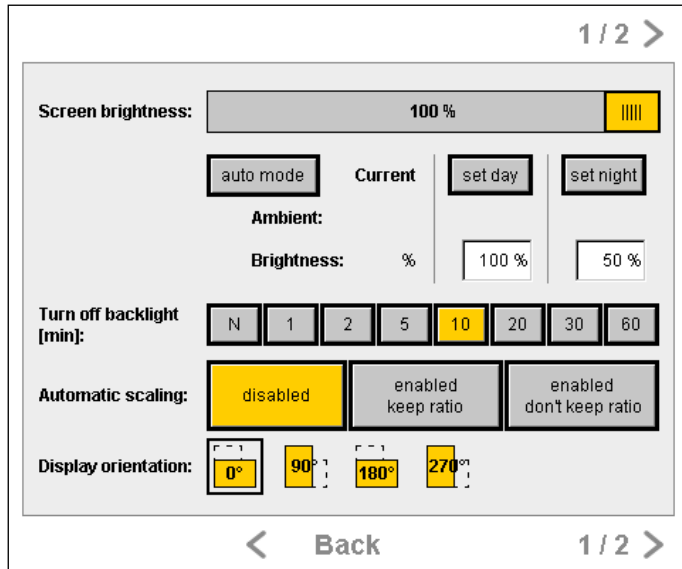 1 / 2
Screen brightness: 100 %
auto mode Current set day set night
Ambient:
Brightness: % 100 % 50 %
Turn off backlight
[min]:
N 1 2 5 10 20 30 60
Automatic scaling: disabled
enabled
keep ratio
enabled
don't keep ratio
Display orientation: 0° 90° 180° 270°
Back 1 / 2